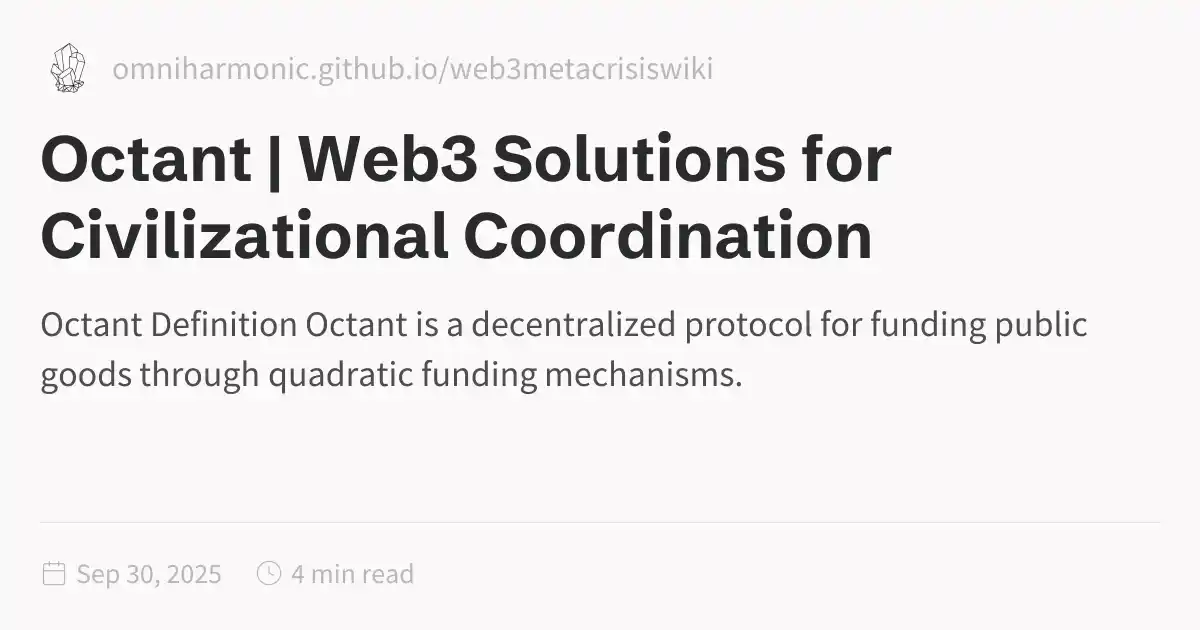 omniharmonic.github.io/web3metacrisiswiki
Octant | Web3 Solutions for
Civilizational Coordination
Octant Definition Octant is a decentralized protocol for funding public
goods through quadratic funding mechanisms.
Sep 30, 2025 4 min read